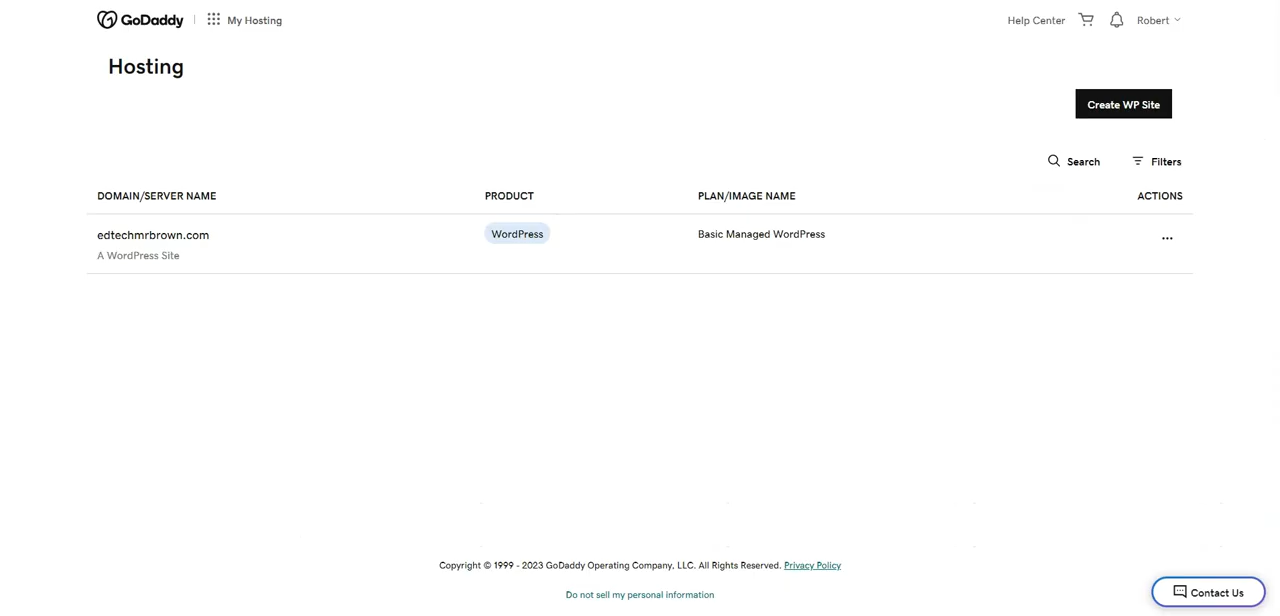 GoDaddy My Hosting Help Center Robert
Hosting
Create WP Site
Search Filters
DOMAIN/SERVER NAME PRODUCT PLAN/IMAGE NAME ACTIONS
edtechmrbrown.com WordPress Basic Managed WordPress ...
A WordPress Site
Copyright © 1999 - 2023 GoDaddy Operating Company, LLC. All Rights Reserved. Privacy Policy
Do not sell my personal information
Contact Us